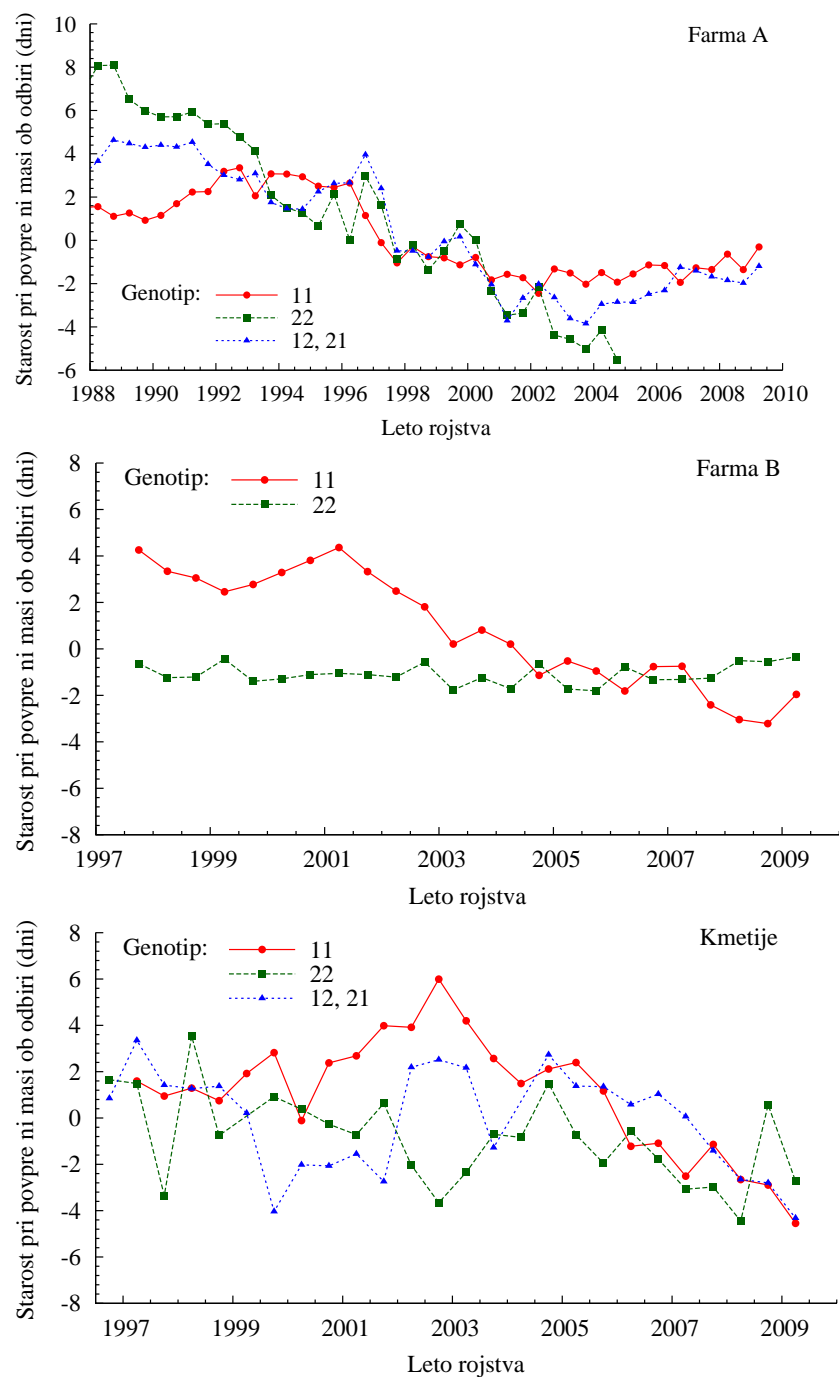 Farma A
Starost pri povpre ni masi ob odbiri (dni)
10
8
6
4
2
0
-2
-4
-6
Genotip:
11
22
12, 21
1988 1990 1992 1994 1996 1998 2000 2002 2004 2006 2008 2010
Leto rojstva
Farma B
Starost pri povpre ni masi ob odbiri (dni)
8
6
4
2
0
-2
-4
-6
-8
Genotip:
11
22
1997 1999 2001 2003 2005 2007 2009
Leto rojstva
Kmetije
Starost pri povpre ni masi ob odbiri (dni)
8
6
4
2
0
-2
-4
-6
-8
Genotip:
11
22
12, 21
1997 1999 2001 2003 2005 2007 2009
Leto rojstva